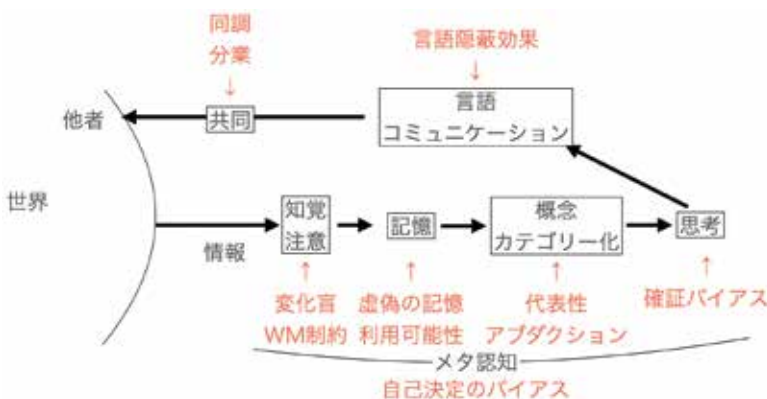 同調
分業
↓
言語隠蔽効果
↓
他者
共同
言語
コミュニケーション
世界
情報
知覚
注意
記憶
概念
カテゴリー化
思考
↑
変化盲
WM制約
↑
虚偽の記憶
利用可能性
↑
代表性
アブダクション
↑
確証バイアス
メタ認知
自己決定のバイアス